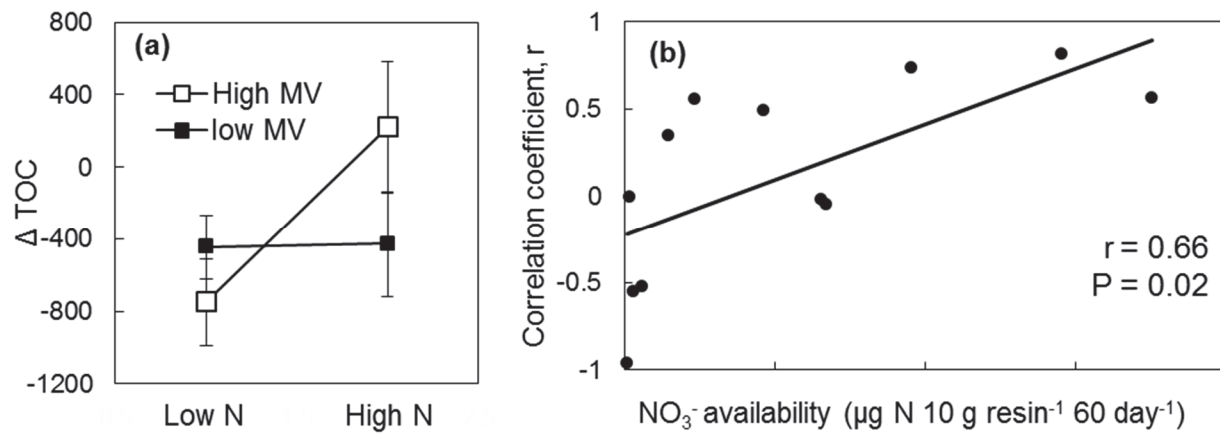 (a)
Δ TOC
800
400
0
-400
-800
-1200
High MV
low MV
Low N
High N
(b)
Correlation coefficient, r
1
0.5
0
-0.5
-1
r = 0.66
P = 0.02
NO₃⁻ availability (µg N 10 g resin⁻¹ 60 day⁻¹)